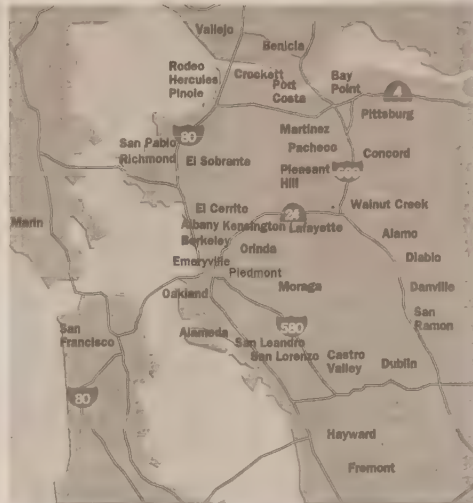 Vallejo
Benicia
Rodeo
Hercules
Pinole
Crockett
Port
Costa
Bay
Point
4
Pittsburg
Martinez
Pacheco
Concord
80
San Pablo
Richmond
El Sobrante
Pleasant
Hill
680
El Cerrito
24
Walnut Creek
Marin
Albany Kensington Lafayette
Berkeley
Orinda
Alamo
Emeryville
Diablo
Piedmont
Oakland
Moraga
Danville
San
Ramon
San
Francisco
Alameda
580
San Leandro
San Lorenzo
Castro
Valley
Dublin
80
Hayward
Fremont